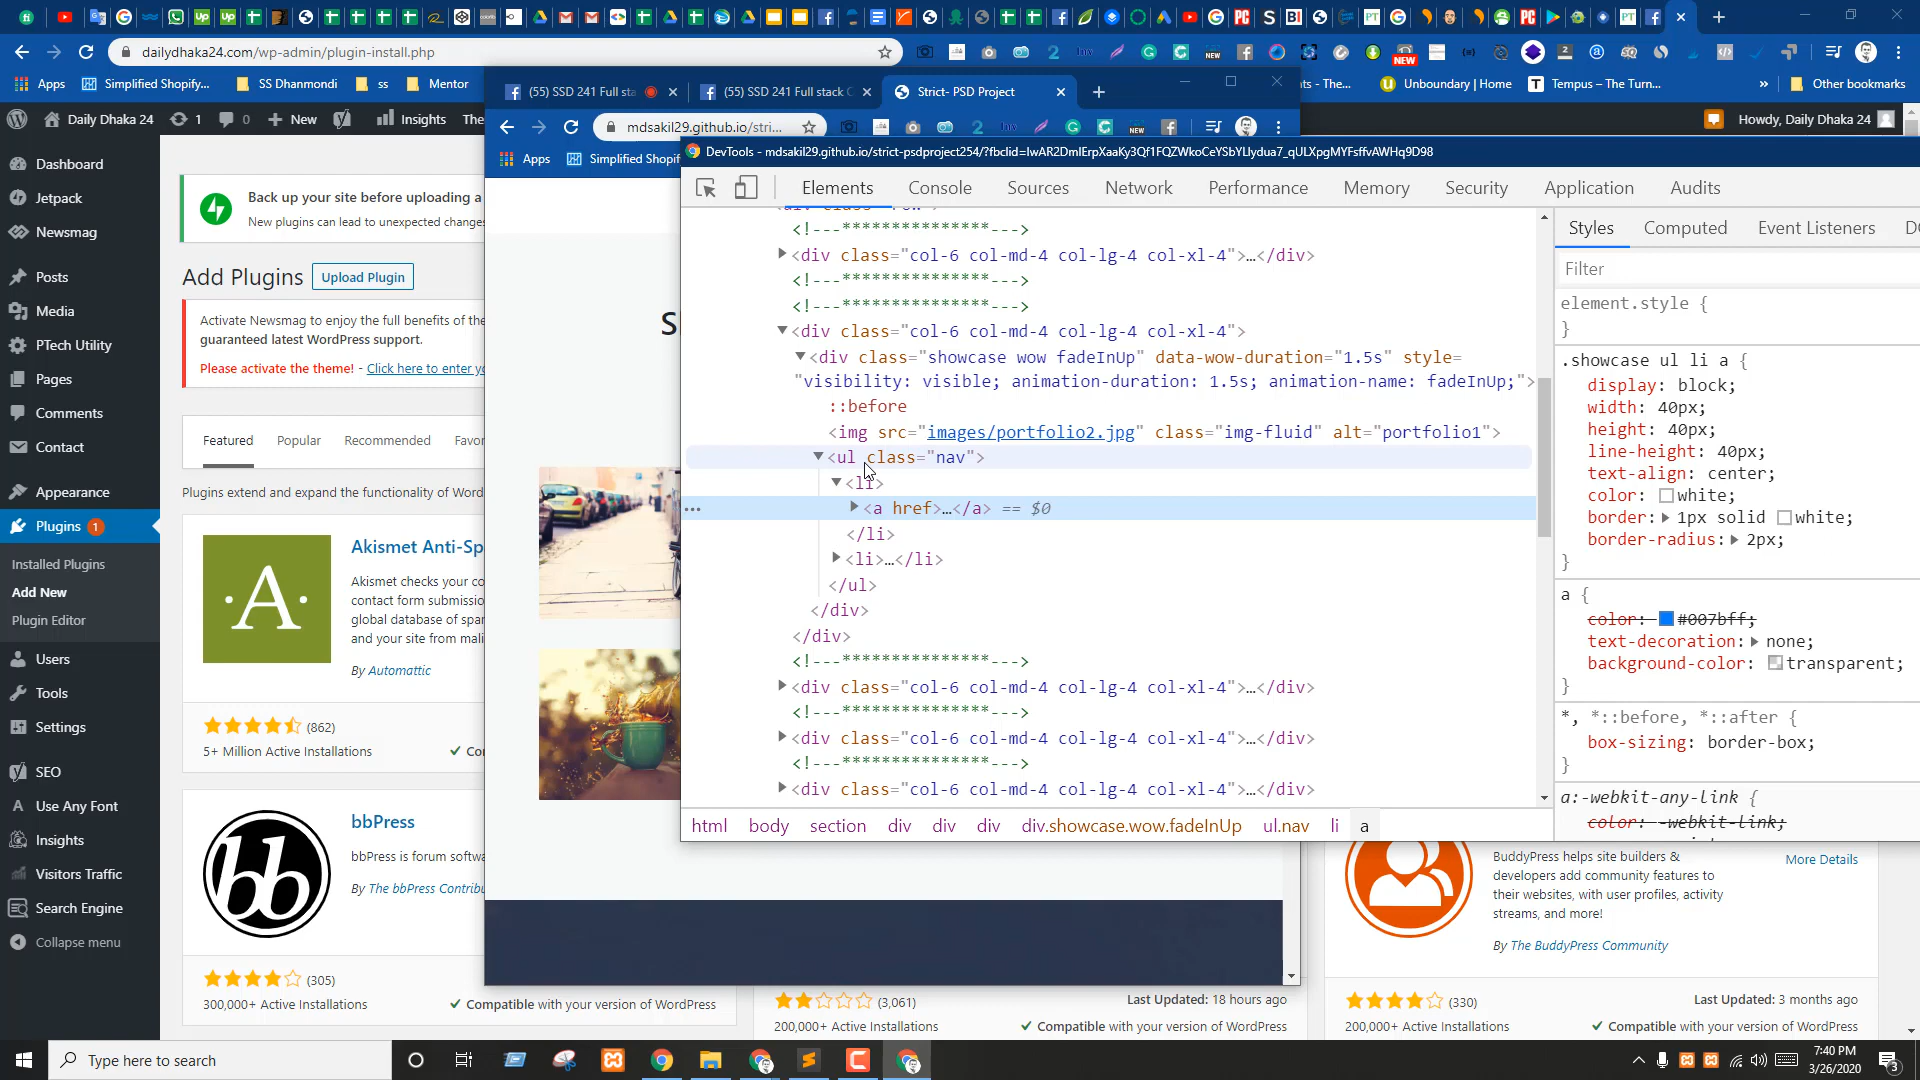 dailydhaka24.com/wp-admin/plugin-install.php
Apps
Simplified Shopify...
SS Dhanmondi
ss
Mentor
Unboundary | Home
Tempus – The Turn...
»
Other bookmarks
Daily Dhaka 24
1
0
New
Insights
Howdy, Daily Dhaka 24
Dashboard
Jetpack
Newsmag
Posts
Media
PTech Utility
Pages
Comments
Contact
Appearance
Plugins 1
Installed Plugins
Add New
Plugin Editor
Users
Tools
Settings
SEO
Use Any Font
Insights
Visitors Traffic
Search Engine
Collapse menu
Back up your site before uploading a
New plugins can lead to unexpected changes
Add Plugins
Upload Plugin
Activate Newsmag to enjoy the full benefits of the
guaranteed latest WordPress support.
Please activate the theme! - Click here to enter yo
Featured
Popular
Recommended
Favor
Plugins extend and expand the functionality of Word
Akismet Anti-Sp
Akismet checks your co
contact form submissio
global database of spam
and your site from mali
By Automattic
(862)
5+ Million Active Installations
bbPress
bbPress is forum softwa
By The bbPress Contribu
(305)
300,000+ Active Installations
Compatible with your version of WordPress
(55) SSD 241 Full sta
(55) SSD 241 Full stack C
Strict- PSD Project
mdsakil29.github.io/stri...
Apps
Simplified Shopif
DevTools - mdsakil29.github.io/strict-psdproject254/?fbclid=IwAR2DmlErpXaaKy3Qf1FQZWkoCeYSbYLlydua7_qULXpgMYFsffvAWHq9D98
Elements
Console
Sources
Network
Performance
Memory
Security
Application
Audits
<!---***************--->
<div class="col-6 col-md-4 col-lg-4 col-xl-4">…</div>
<!---***************--->
<!---***************--->
<div class="col-6 col-md-4 col-lg-4 col-xl-4">
<div class="showcase wow fadeInUp" data-wow-duration="1.5s" style=
"visibility: visible; animation-duration: 1.5s; animation-name: fadeInUp;">
::before
<img src="images/portfolio2.jpg" class="img-fluid" alt="portfolio1">
<ul class="nav">
<li>
<a href>…</a> == $0
</li>
<li>…</li>
</ul>
</div>
</div>
<!---***************--->
<div class="col-6 col-md-4 col-lg-4 col-xl-4">…</div>
<!---***************--->
<div class="col-6 col-md-4 col-lg-4 col-xl-4">…</div>
<!---***************--->
<div class="col-6 col-md-4 col-lg-4 col-xl-4">…</div>
html body section div div div div.showcase.wow.fadeInUp ul.nav li a
Styles
Computed
Event Listeners
Filter
element.style {
}
.showcase ul li a {
display: block;
width: 40px;
height: 40px;
line-height: 40px;
text-align: center;
color: white;
border: 1px solid white;
border-radius: 2px;
}
a {
color: #007bff;
text-decoration: none;
background-color: transparent;
}
*, *::before, *::after {
box-sizing: border-box;
}
a:-webkit-any-link {
color: -webkit-link;
(3,061)
200,000+ Active Installations
Last Updated: 18 hours ago
Compatible with your version of WordPress
BuddyPress helps site builders &
developers add community features to
their websites, with user profiles, activity
streams, and more!
By The BuddyPress Community
More Details
(330)
200,000+ Active Installations
Last Updated: 3 months ago
Compatible with your version of WordPress
Type here to search
7:40 PM
3/26/2020
3